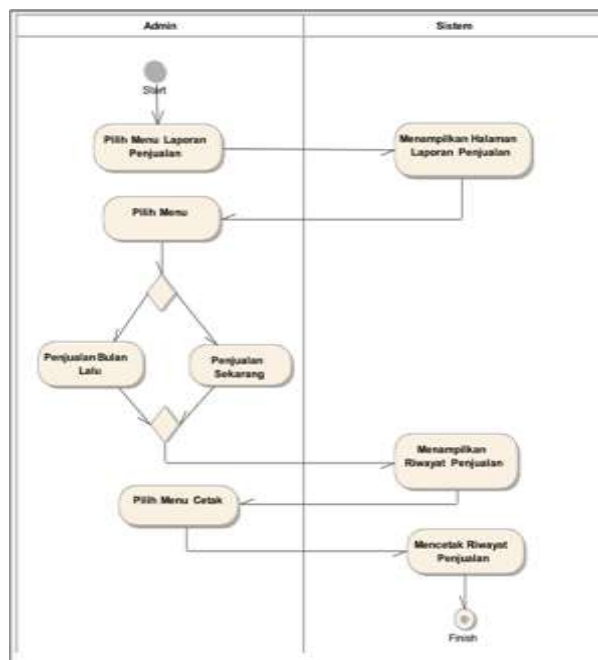 Admin
Sistem
Start
Pilih Menu Laporan
Penjualan
Menampilkan Halaman
Laporan Penjualan
Pilih Menu
Penjualan Bulan
Lalu
Penjualan
Sekarang
Menampilkan
Riwayat Penjualan
Pilih Menu Cetak
Mencetak Riwayat
Penjualan
Finish